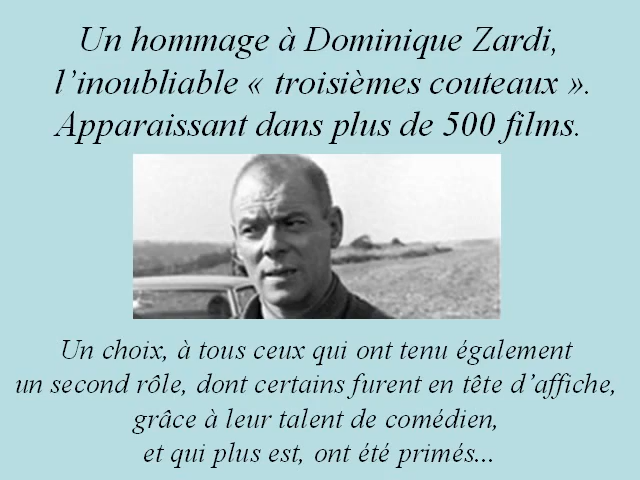 Un hommage à Dominique Zardi,
l’inoubliable « troisièmes couteaux ».
Apparaissant dans plus de 500 films.
Un choix, à tous ceux qui ont tenu également
un second rôle, dont certains furent en tête d’affiche,
grâce à leur talent de comédien,
et qui plus est, ont été primés...